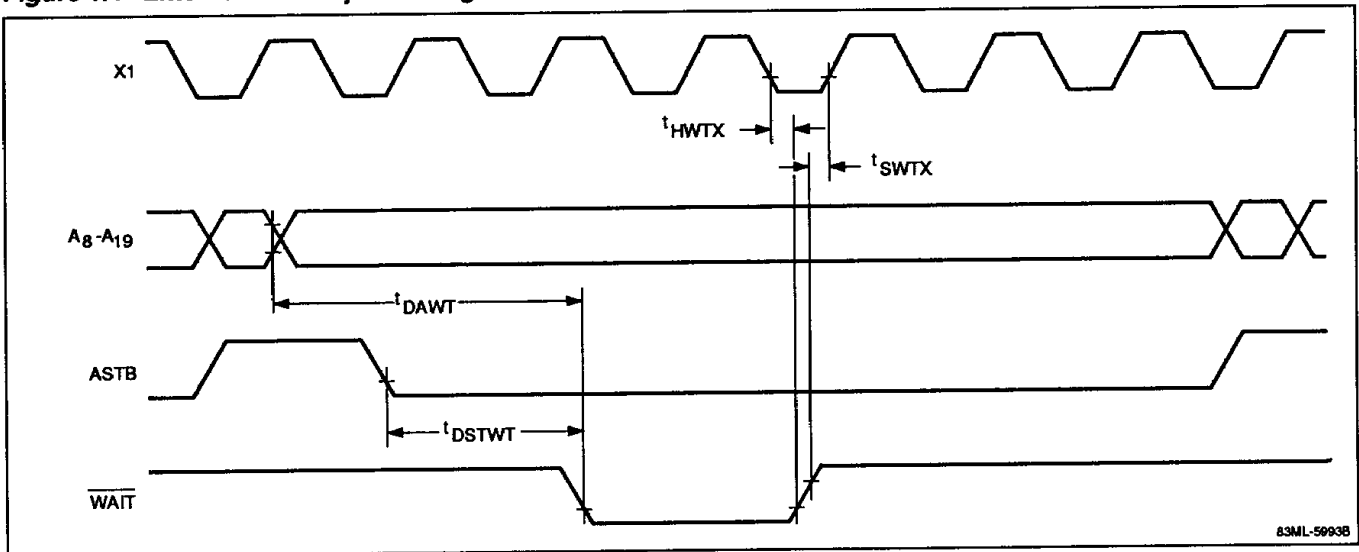 X1
tHWTX
tSWTX
A8-A19
tDAWT
ASTB
tDSTWT
WAIT
83ML-5993B